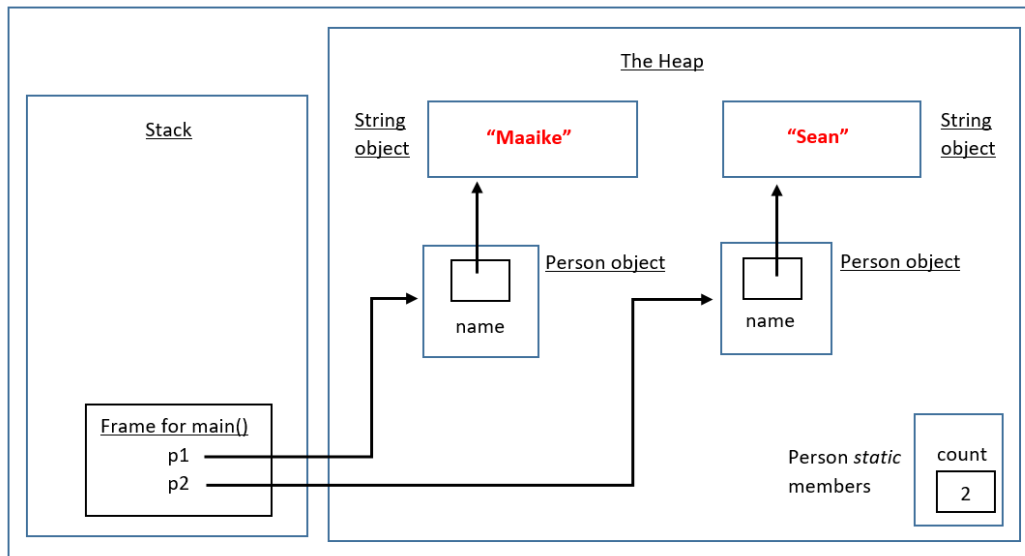 The Heap
Stack
String
object
“Maaike”
“Sean”
String
object
Person object
name
Person object
name
Frame for main()
p1
p2
Person static
members
count
2